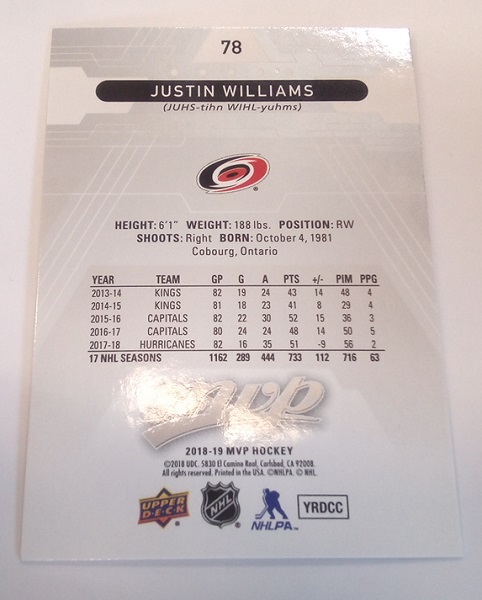 78
JUSTIN WILLIAMS
(JUHS-tihn WIHL-yuhms)
HEIGHT: 6'1" WEIGHT: 188 lbs. POSITION: RW
SHOOTS: Right BORN: October 4, 1981
Cobourg, Ontario
YEAR TEAM GP G A PTS +/- PIM PPG
2013-14 KINGS 82 19 24 43 14 48 4
2014-15 KINGS 81 18 23 41 8 29 4
2015-16 CAPITALS 82 22 30 52 15 36 3
2016-17 CAPITALS 80 24 24 48 14 50 5
2017-18 HURRICANES 82 16 35 51 -9 56 2
17 NHL SEASONS 1162 289 444 733 112 716 63
mvp
2018-19 MVP HOCKEY
©2018 UDC. 5830 El Camino Real, Carlsbad, CA 92008.
All rights reserved. Printed in the USA. ©NHLPA. © NHL.
UPPER DECK NHL NHLPA YRDCC